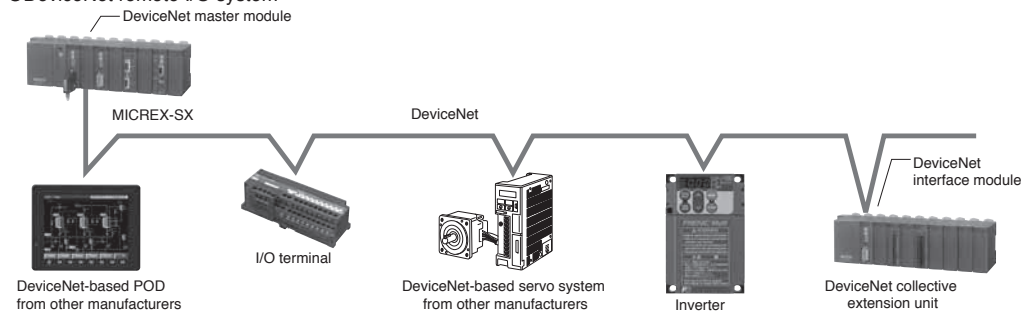 DeviceNet remote I/O system
DeviceNet master module
MICREX-SX
DeviceNet
DeviceNet
interface module
I/O terminal
DeviceNet-based POD
from other manufacturers
DeviceNet-based servo system
from other manufacturers
Inverter
DeviceNet collective
extension unit